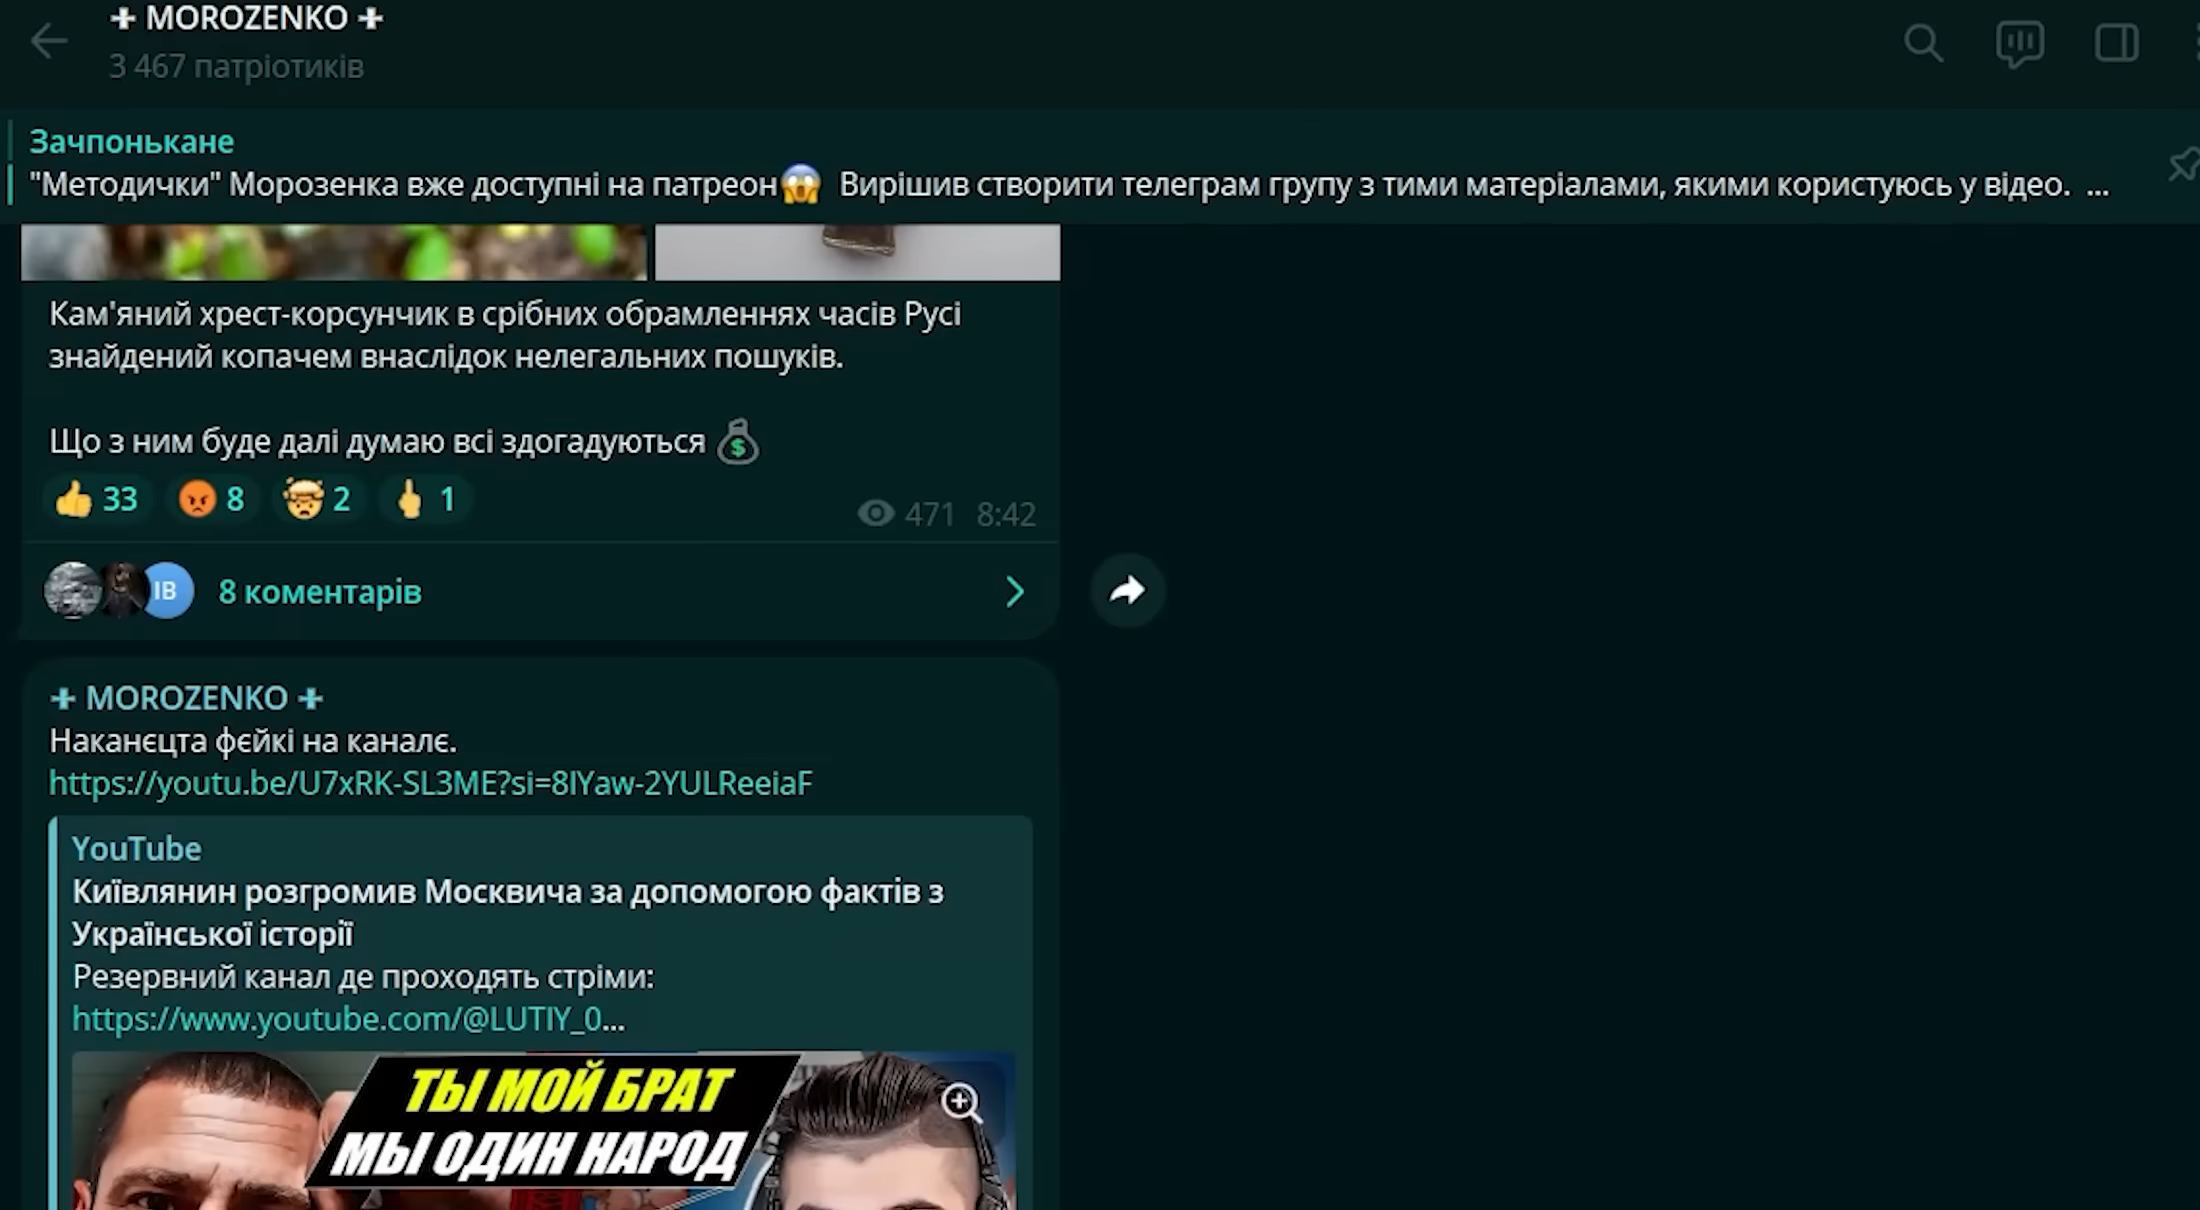 ✚ MOROZENKO ✚
3 467 патріотиків
Зачпонькане
"Методички" Морозенка вже доступні на патреон😱 Вирішив створити телеграм групу з тими матеріалами, якими користуюсь у відео. ...
Кам'яний хрест-корсунчик в срібних обрамленнях часів Русі
знайдений копачем внаслідок нелегальних пошуків.
Що з ним буде далі думаю всі здогадуються 💰
👍 33 😡 8 🤯 2 🖕 1
471 8:42
ІВ 8 коментарів
✚ MOROZENKO ✚
Наканєцта фєйкі на каналє.
https://youtu.be/U7xRK-SL3ME?si=8IYaw-2YULReeiaF
YouTube
Київлянин розгромив Москвича за допомогою фактів з
Української історії
Резервний канал де проходять стріми:
https://www.youtube.com/@LUTIY_0...
ТЫ МОЙ БРАТ
МЫ ОДИН НАРОД